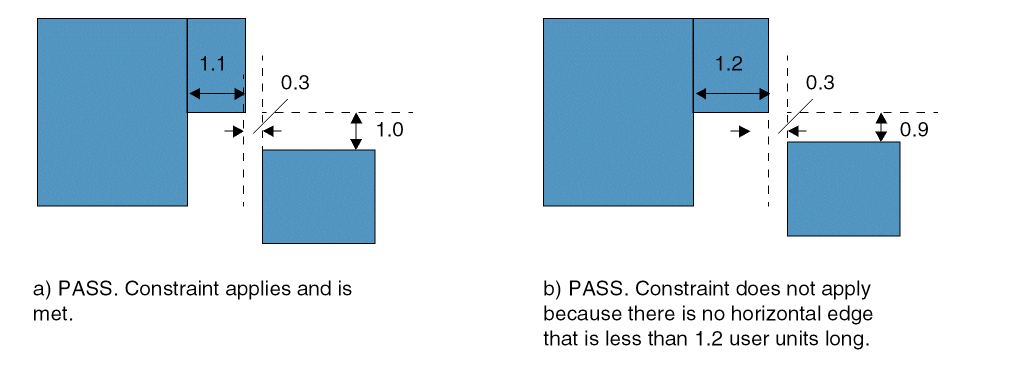 1.1
0.3
1.0
a) PASS. Constraint applies and is
met.
1.2
0.3
0.9
b) PASS. Constraint does not apply
because there is no horizontal edge
that is less than 1.2 user units long.